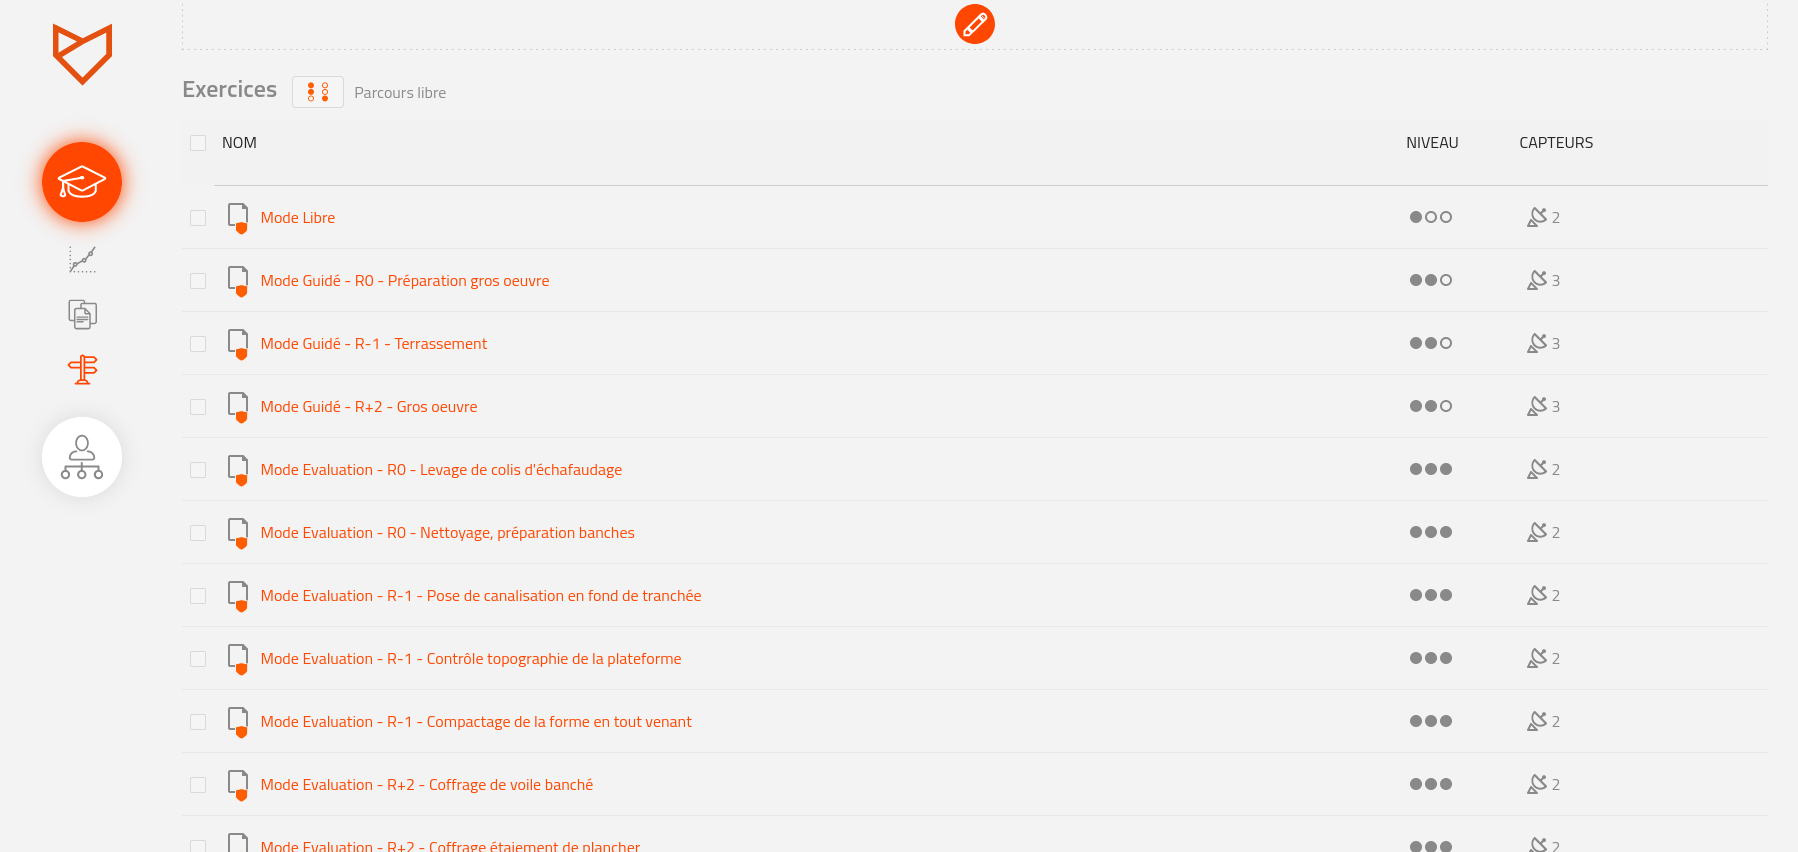 Exercices Parcours libre
NOM NIVEAU CAPTEURS
Mode Libre 2
Mode Guidé - R0 - Préparation gros oeuvre 3
Mode Guidé - R-1 - Terrassement 3
Mode Guidé - R+2 - Gros oeuvre 3
Mode Evaluation - R0 - Levage de colis d'échafaudage 2
Mode Evaluation - R0 - Nettoyage, préparation banches 2
Mode Evaluation - R-1 - Pose de canalisation en fond de tranchée 2
Mode Evaluation - R-1 - Contrôle topographie de la plateforme 2
Mode Evaluation - R-1 - Compactage de la forme en tout venant 2
Mode Evaluation - R+2 - Coffrage de voile banché 2
Mode Evaluation - R+2 - Coffrage étaiement de plancher 2